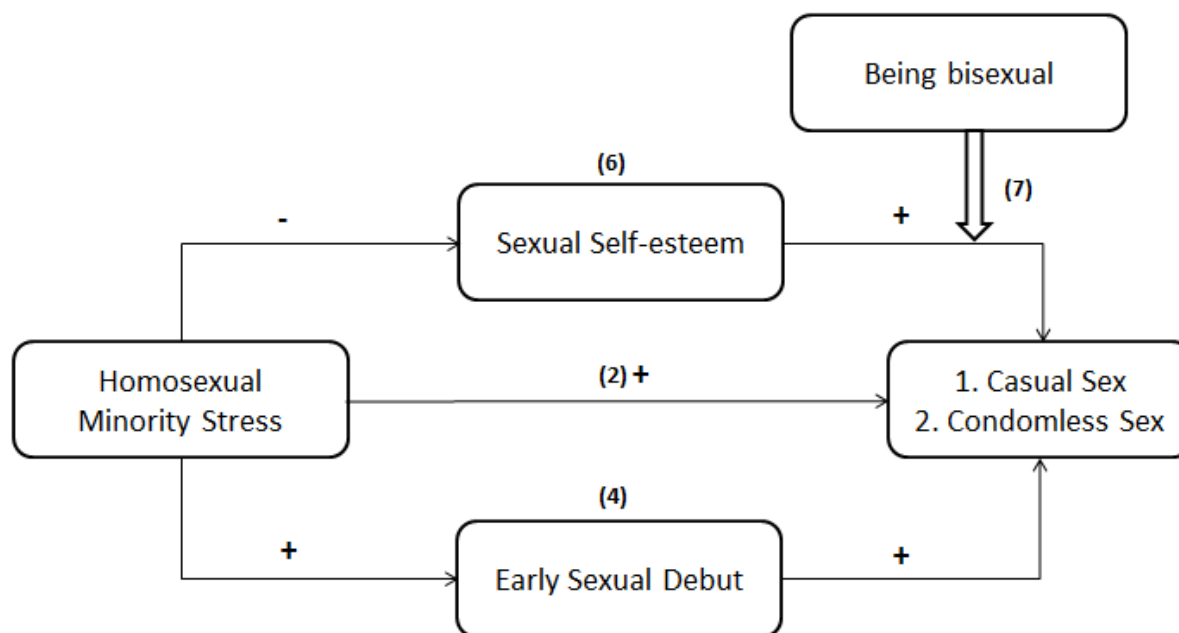 Being bisexual
(6)
(7)
-
+
Sexual Self-esteem
Homosexual
Minority Stress
(2) +
1. Casual Sex
2. Condomless Sex
(4)
+
+
Early Sexual Debut